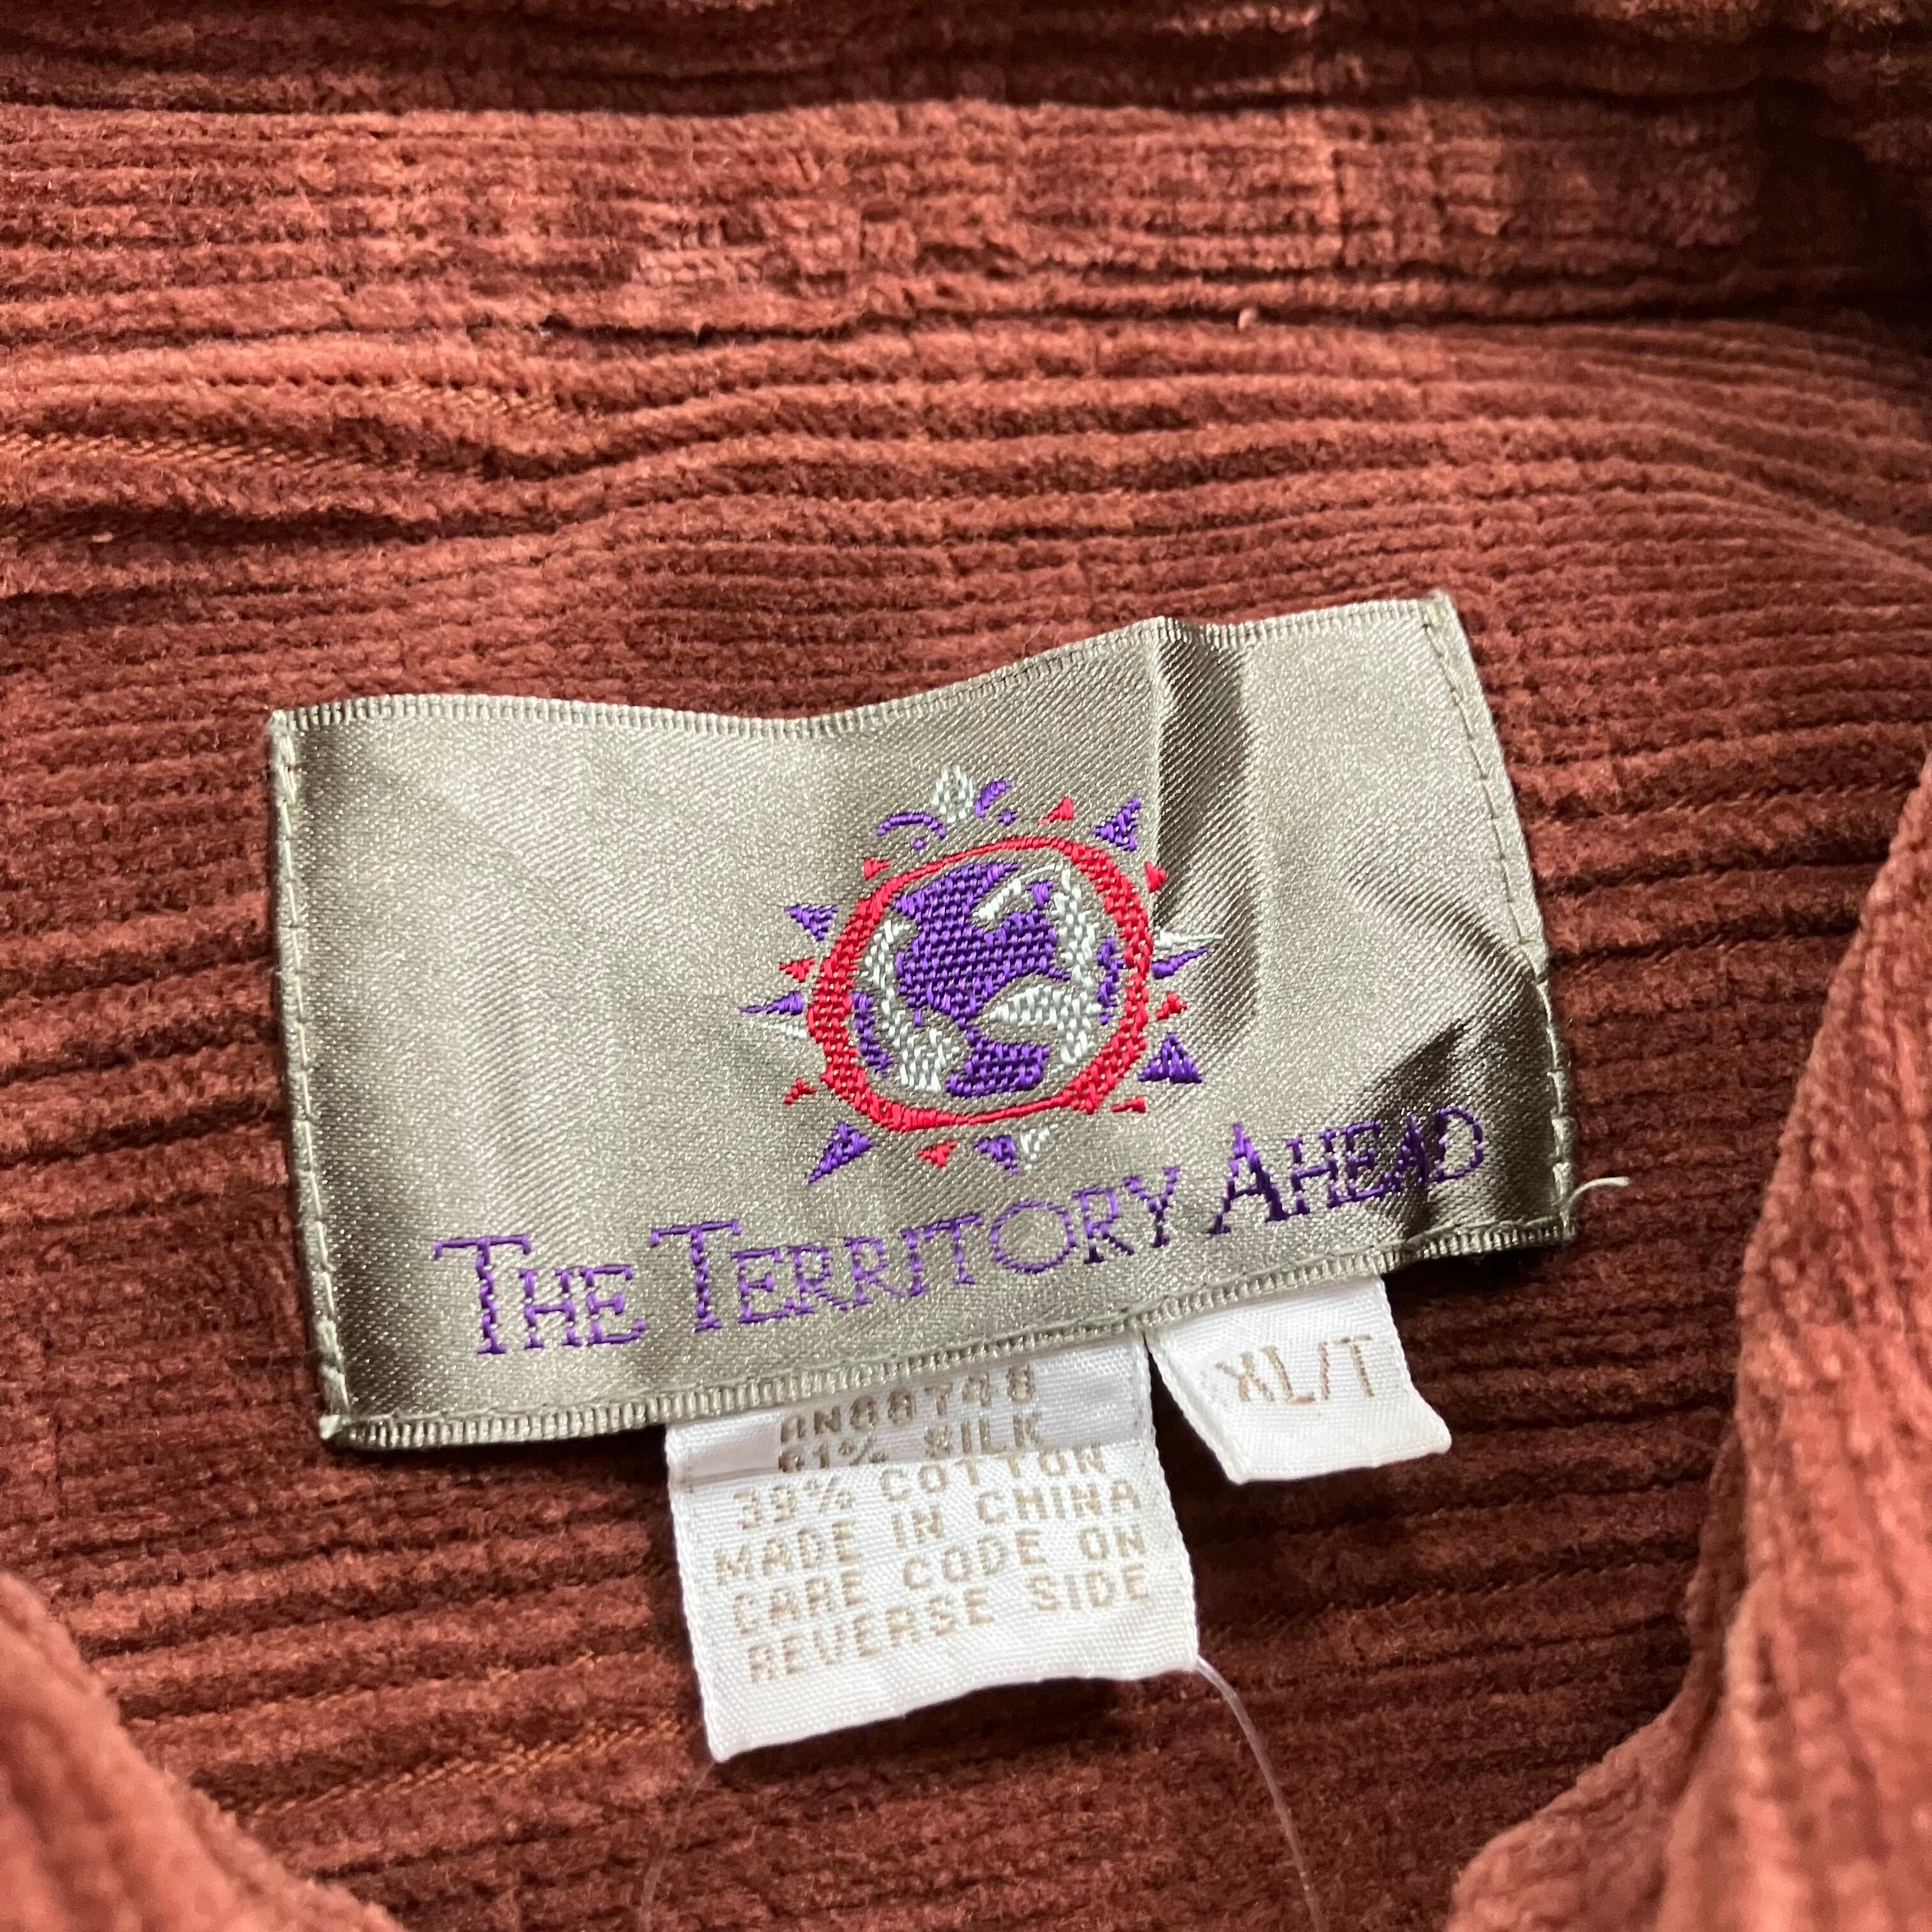 THE TERRITORY AHEAD
XL/T
61% SILK
39% COTTON
MADE IN CHINA
CARE CODE ON
REVERSE SIDE